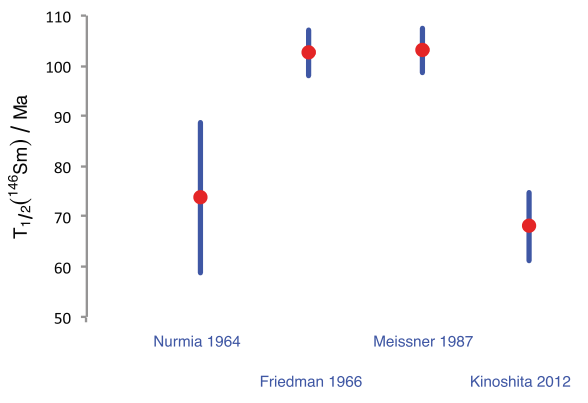 110
100
90
80
70
60
50
T1/2(146Sm) / Ma
Nurmia 1964
Meissner 1987
Friedman 1966
Kinoshita 2012